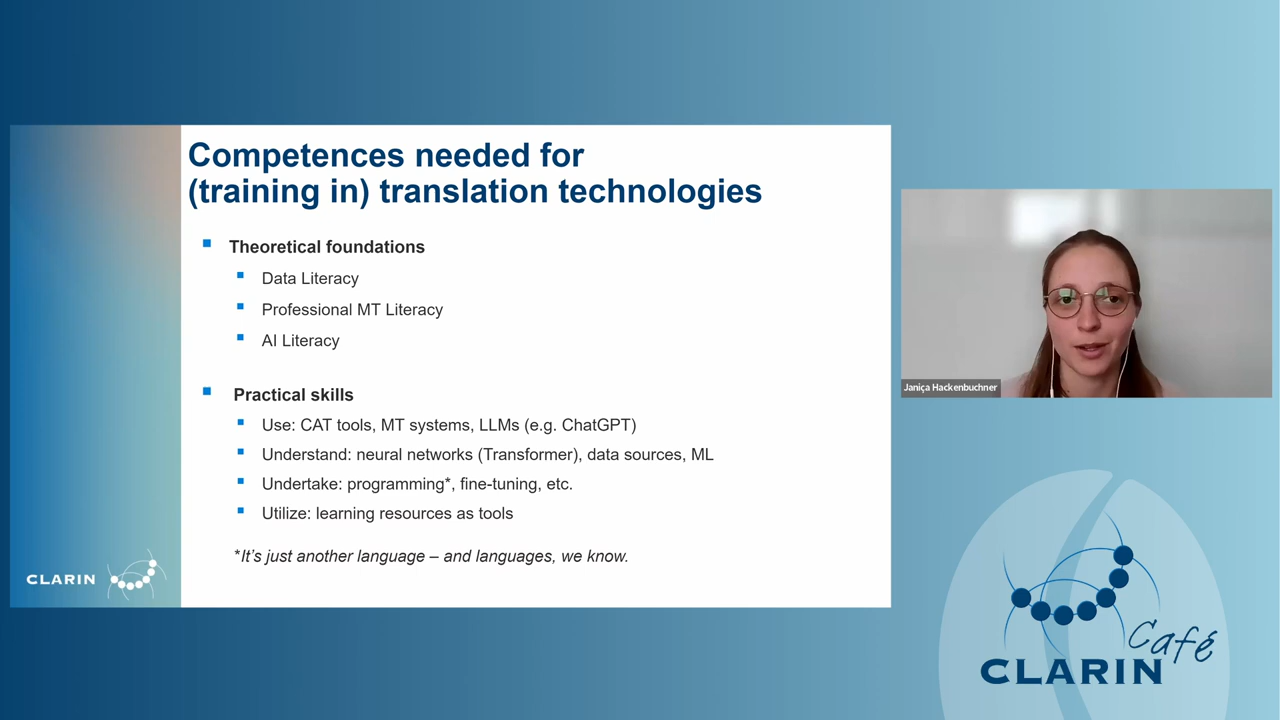 Competences needed for
(training in) translation technologies
Theoretical foundations
Data Literacy
Professional MT Literacy
AI Literacy
Practical skills
Use: CAT tools, MT systems, LLMs (e.g. ChatGPT)
Understand: neural networks (Transformer), data sources, ML
Undertake: programming*, fine-tuning, etc.
Utilize: learning resources as tools
*It’s just another language – and languages, we know.
CLARIN
Janiça Hackenbuchner
Café
CLARIN